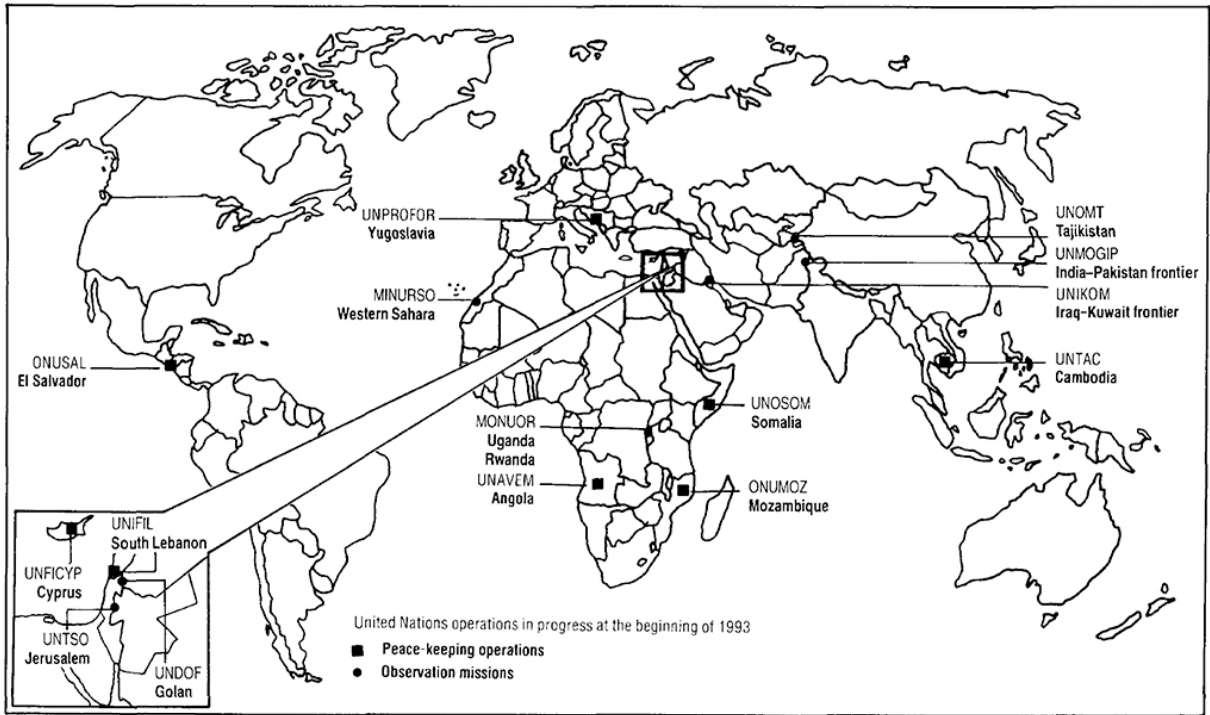 UNPROFOR
Yugoslavia
MINURSO
Western Sahara
ONUSAL
El Salvador
UNOMT
Tajikistan
UNMOGIP
India–Pakistan frontier
UNIKOM
Iraq–Kuwait frontier
UNTAC
Cambodia
UNOSOM
Somalia
MONUOR
Uganda
Rwanda
UNAVEM
Angola
ONUMOZ
Mozambique
UNIFIL
South Lebanon
UNFICYP
Cyprus
UNTSO
Jerusalem
UNDOF
Golan
United Nations operations in progress at the beginning of 1993
Peace-keeping operations
Observation missions